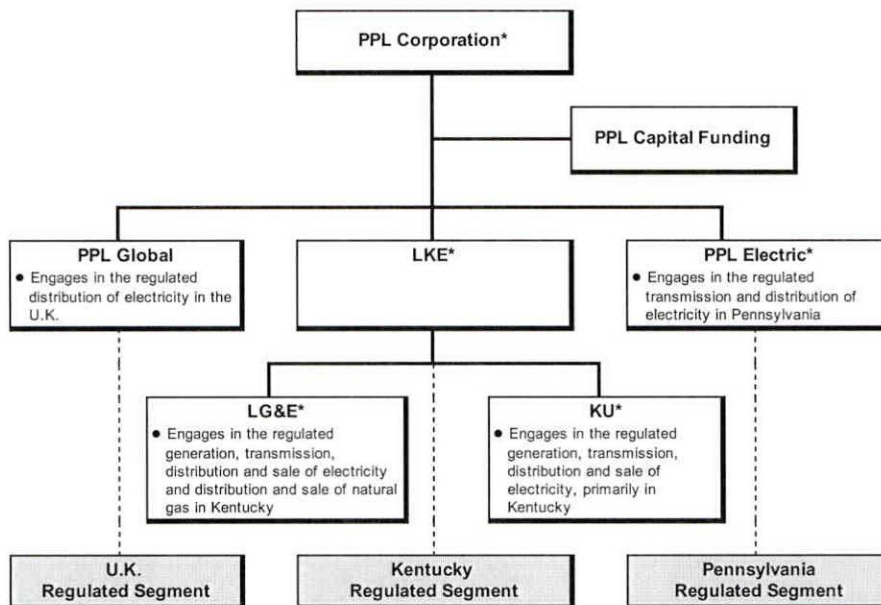 PPL Corporation*
PPL Capital Funding
PPL Global
● Engages in the regulated
distribution of electricity in the
U.K.
LKE*
PPL Electric*
● Engages in the regulated
transmission and distribution of
electricity in Pennsylvania
LG&E*
● Engages in the regulated
generation, transmission,
distribution and sale of electricity
and distribution and sale of natural
gas in Kentucky
KU*
● Engages in the regulated
generation, transmission,
distribution and sale of
electricity, primarily in
Kentucky
U.K.
Regulated Segment
Kentucky
Regulated Segment
Pennsylvania
Regulated Segment